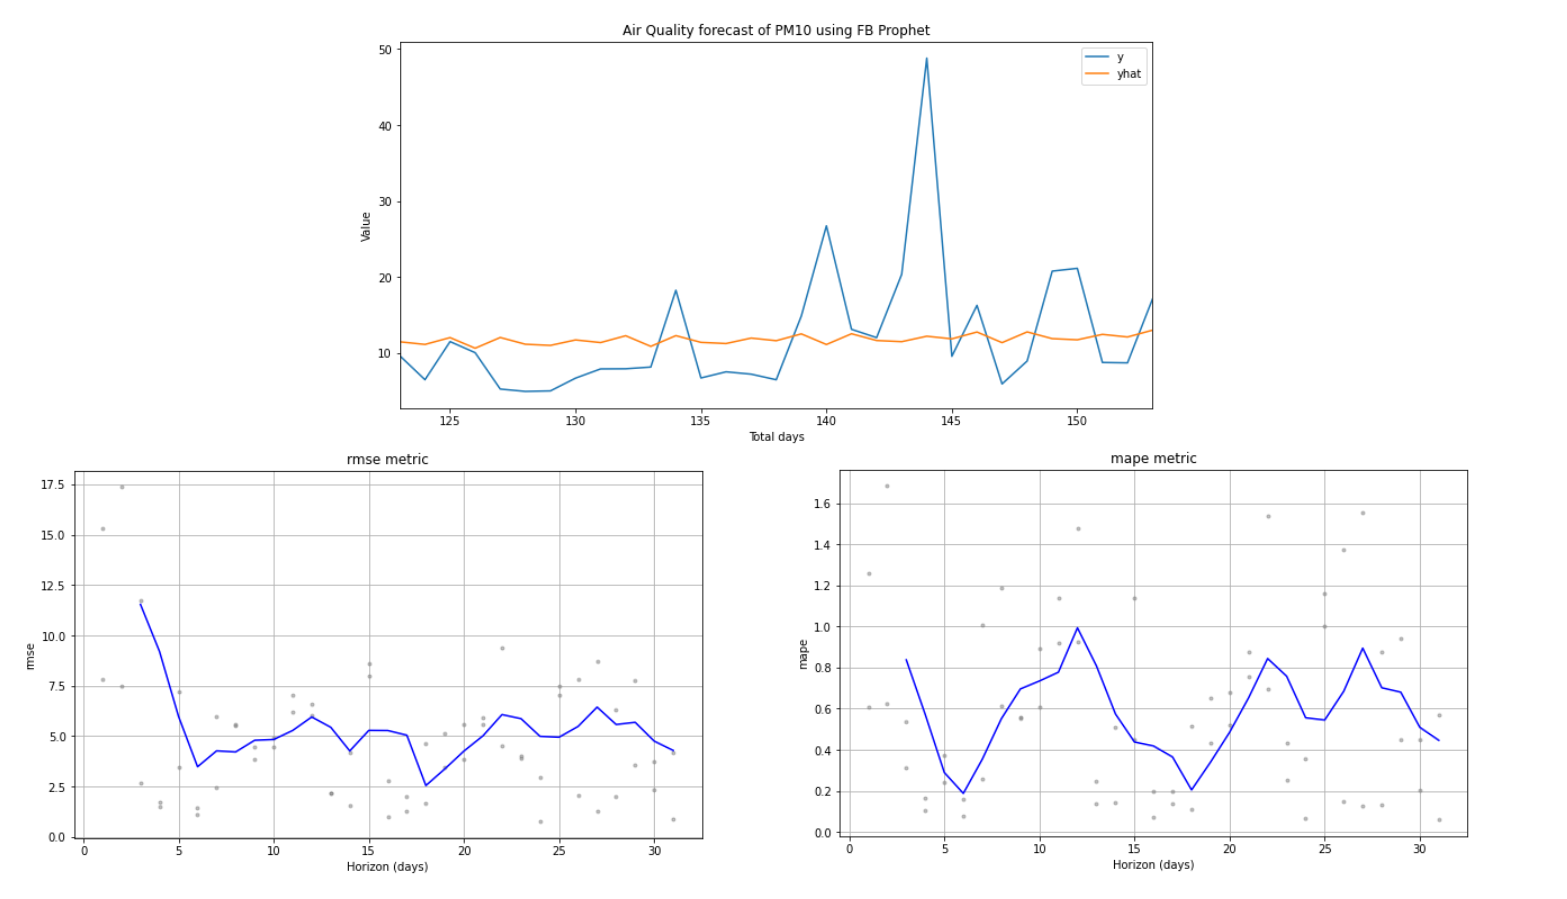 Air Quality forecast of PM10 using FB Prophet
50
40
30
20
10
Value
y
yhat
125 130 135 140 145 150
Total days
rmse metric
17.5
15.0
12.5
10.0
7.5
5.0
2.5
0.0
rmse
0 5 10 15 20 25 30
Horizon (days)
mape metric
1.6
1.4
1.2
1.0
0.8
0.6
0.4
0.2
0.0
mape
0 5 10 15 20 25 30
Horizon (days)